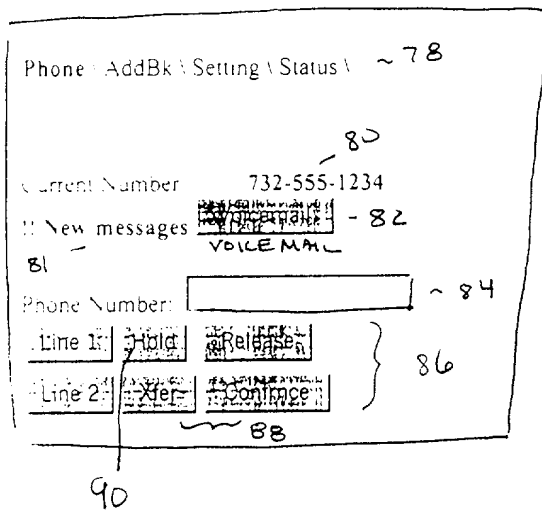 Phone \ AddBk \ Setting \ Status \ ~ 78
80
Current Number 732-555-1234
New messages Voicemail - 82
81 VOICEMAIL
Phone Number: ~ 84
Line 1 Hold Release
86
Line 2 Xfer Confrnce
88
90